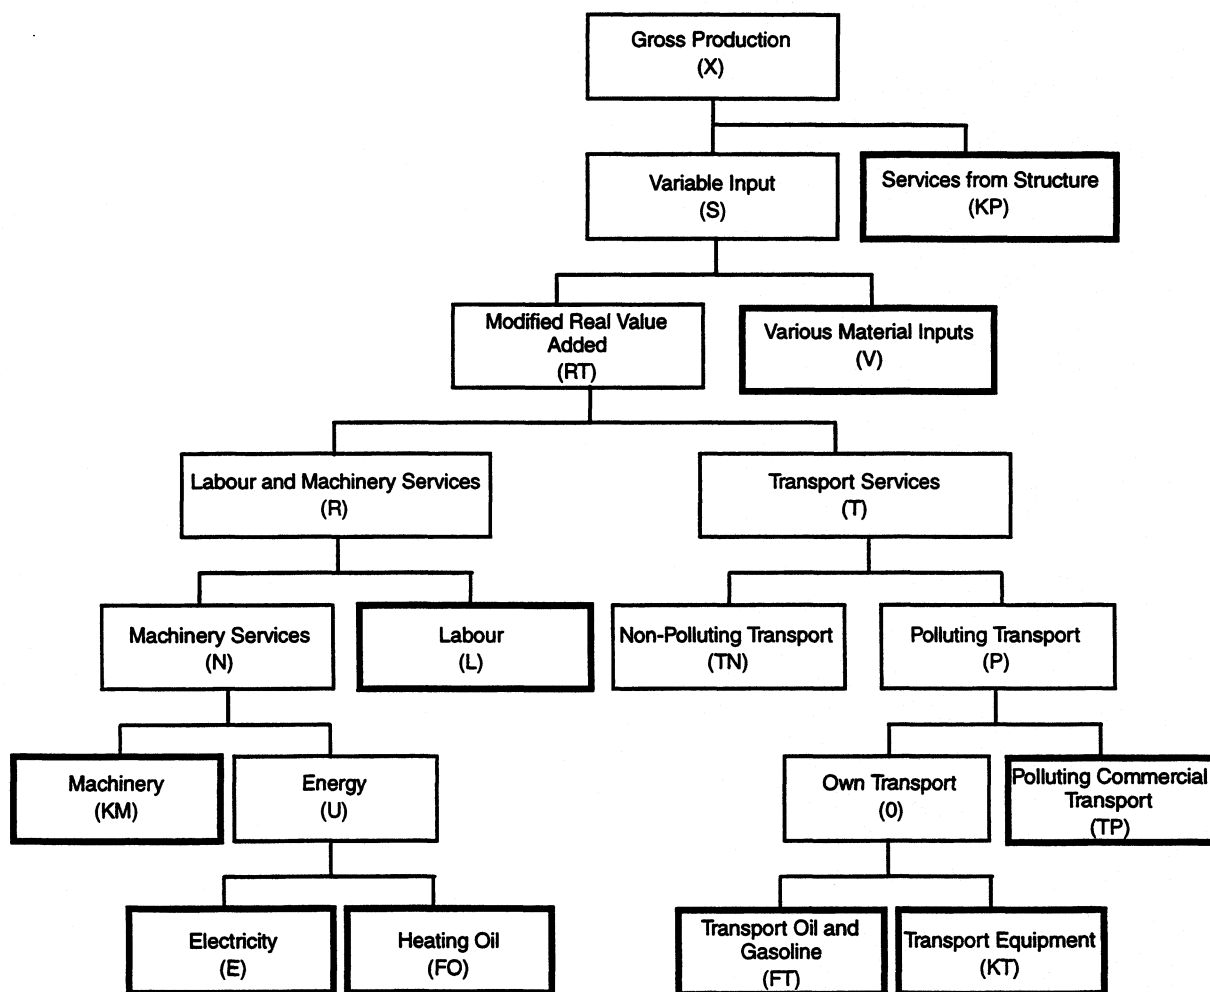 Gross Production
(X)
Variable Input
(S)
Services from Structure
(KP)
Modified Real Value
Added
(RT)
Various Material Inputs
(V)
Labour and Machinery Services
(R)
Transport Services
(T)
Machinery Services
(N)
Labour
(L)
Non-Polluting Transport
(TN)
Polluting Transport
(P)
Machinery
(KM)
Energy
(U)
Own Transport
(0)
Polluting Commercial
Transport
(TP)
Electricity
(E)
Heating Oil
(FO)
Transport Oil and
Gasoline
(FT)
Transport Equipment
(KT)